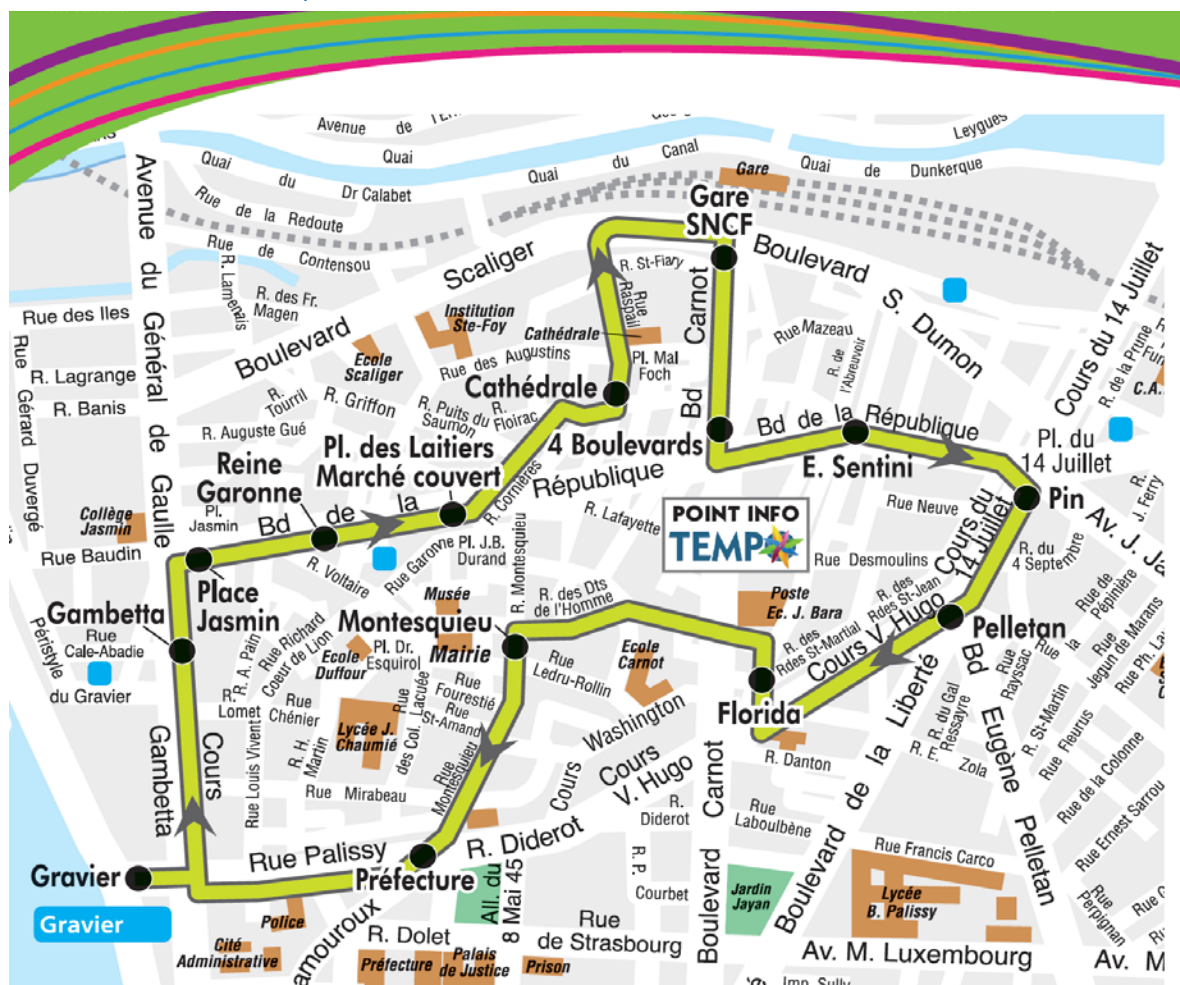 Avenue de
Leygues
Quai
du
Dr Calabet
Quai
Quai
du
Canal
Gare
Quai
de
Dunkerque
Rue de la Redoute
Rue
de
Contensou
R. Lamenais
R. des Fr.
Magen
Avenue du Général de Gaulle
Boulevard
Scaliger
Gare
SNCF
Boulevard
S. Dumon
Cours du 14 Juillet
R. de la Prune
C.A.
Rue des Iles
R. Lagrange
R. Banis
Rue
Gérard
Duvergé
Institution
Ste-Foy
Ecole
Scaliger
R. St-Fiary
Rue
Raspail
Cathédrale
Rue des Augustins
Pl. Mal
Foch
Carnot
Bd
Rue Mazeau
R. de
l'Abreuvoir
R.
Tourril
R. Griffon
R. Puits du
Saumon
R.
Floirac
Cathédrale
R. Auguste Gué
Pl. des Laitiers
Marché couvert
4 Boulevards
Bd de la République
E. Sentini
Pl. du
14 Juillet
Reine
Garonne
Pl.
Jasmin
Bd de la
République
R. Cornières
Collège
Jasmin
Rue Baudin
R. Lafayette
POINT INFO
TEMPO
Rue Neuve
Pin
R.
J. Ferry
Av. J. Ja
Cours du
14 Juillet
R. du
4 Septembre
Rue Desmoulins
R. Voltaire
Rue Garonne
Pl. J.B.
Durand
R. Montesquieu
Place
Jasmin
Gambetta
Musée
R. des Dts
de l'Homme
Poste
Ec. J. Bara
R. des
Rdes St-Jean
R. des
Rdes St-Martial
Cours V. Hugo
Pelletan
Rue de
Pépinière
Rue la
Jegun de Marans
Rue Ph. La
Péristyle
du Gravier
Rue
Cale-Abadie
R. A. Pain
Rue Richard
Coeur de Lion
Ecole
Duffour
Pl. Dr.
Esquirol
Mairie
Montesquieu
Rue
Ledru-Rollin
Ecole
Carnot
Florida
Rue
Fourestié
Rue
St-Amand
Rue
des Col. Lacuée
R.
Lomet
Rue
Chénier
R. H.
Martin
Lycée J.
Chaumié
Rue Louis Vivent
Rue Mirabeau
Rue
Montesquieu
Washington
Cours
Cours
V. Hugo
R. Danton
R. du Gal
Ressayre
R. E. Zola
Rue
Rayssac
R. St-Martin
Rue Fleurus
Rue de la Colonne
Rue Ernest Sarrou
Bd Eugène Pelletan
Boulevard de la Liberté
Gambetta
Cours
Rue Palissy
R. Diderot
R.
Diderot
R. P.
Courbet
Boulevard Carnot
Rue
Laboulbène
Rue Francis Carco
Lycée
B. Palissy
Jardin
Jayan
Rue
Perpignan
Rue
Gravier
Préfecture
Gravier
Police
Cité
Administrative
All. du
8 Mai 45
R. Dolet
Préfecture
Palais
de Justice
Prison
Rue
de Strasbourg
Av. M. Luxembourg
Av. M.